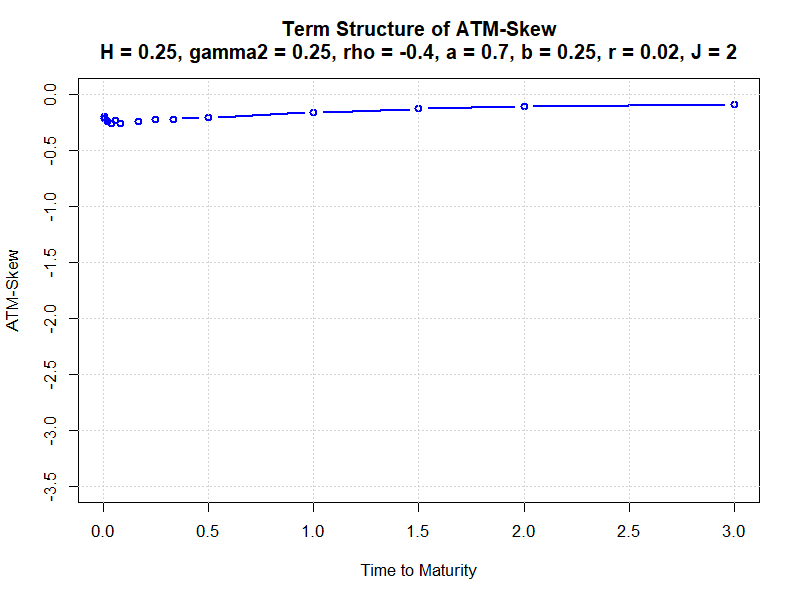 Term Structure of ATM-Skew
H = 0.25, gamma2 = 0.25, rho = -0.4, a = 0.7, b = 0.25, r = 0.02, J = 2
ATM-Skew
0.0
-0.5
-1.0
-1.5
-2.0
-2.5
-3.0
-3.5
0.0 0.5 1.0 1.5 2.0 2.5 3.0
Time to Maturity